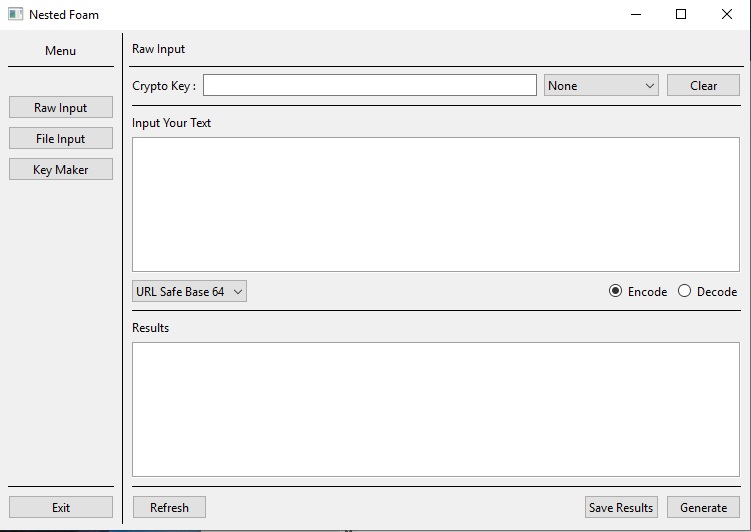 Nested Foam
Menu
Raw Input
File Input
Key Maker
Exit
Raw Input
Crypto Key : None Clear
Input Your Text
URL Safe Base 64 Encode Decode
Results
Refresh Save Results Generate